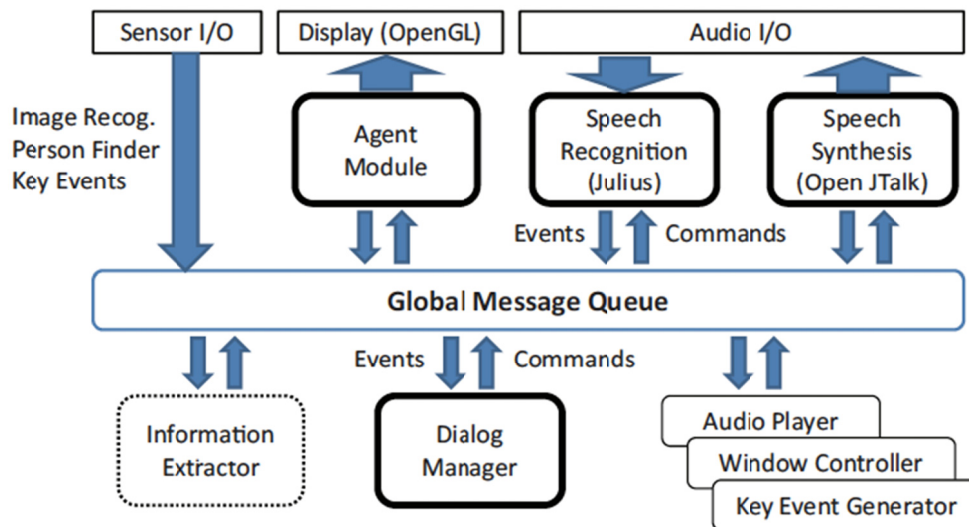 Sensor I/O
Display (OpenGL)
Audio I/O
Image Recog.
Person Finder
Key Events
Agent
Module
Speech
Recognition
(Julius)
Speech
Synthesis
(Open JTalk)
Events
Commands
Global Message Queue
Events
Commands
Information
Extractor
Dialog
Manager
Audio Player
Window Controller
Key Event Generator